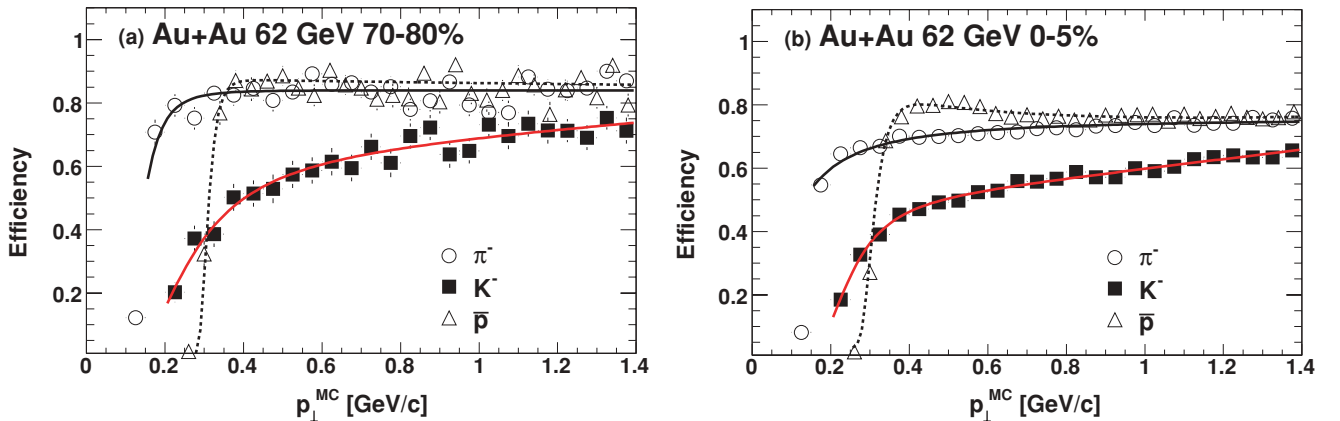 (a) Au+Au 62 GeV 70-80%
Efficiency
1
0.8
0.6
0.4
0.2
π-
K-
p̅
0 0.2 0.4 0.6 0.8 1 1.2 1.4
p⊥MC [GeV/c]
(b) Au+Au 62 GeV 0-5%
Efficiency
1
0.8
0.6
0.4
0.2
π-
K-
p̅
0 0.2 0.4 0.6 0.8 1 1.2 1.4
p⊥MC [GeV/c]